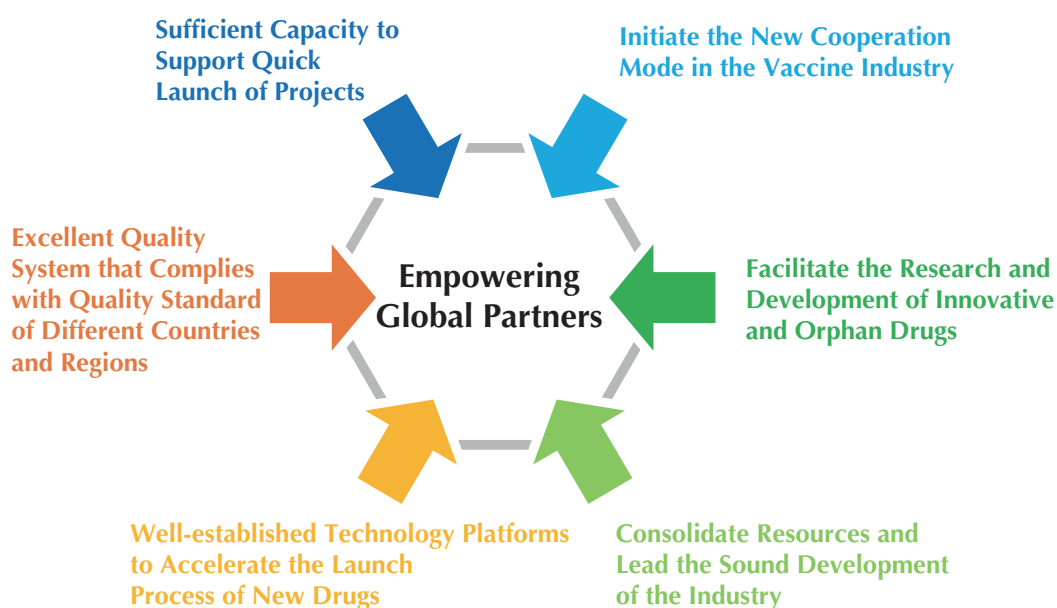 Sufficient Capacity to
Support Quick
Launch of Projects
Initiate the New Cooperation
Mode in the Vaccine Industry
Excellent Quality
System that Complies
with Quality Standard
of Different Countries
and Regions
Empowering
Global Partners
Facilitate the Research and
Development of Innovative
and Orphan Drugs
Well-established Technology Platforms
to Accelerate the Launch
Process of New Drugs
Consolidate Resources and
Lead the Sound Development
of the Industry